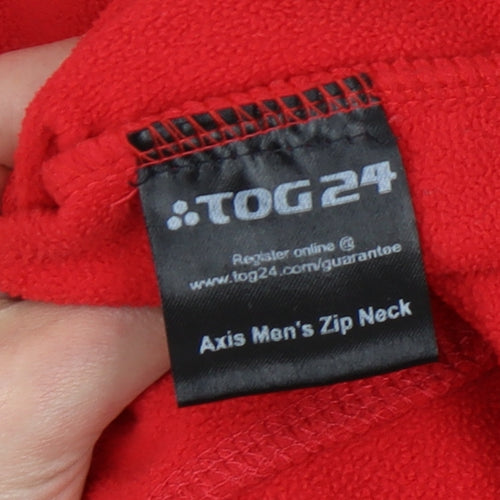 TOG 24
Register online @
www.tog24.com/guarantee
Axis Men's Zip Neck